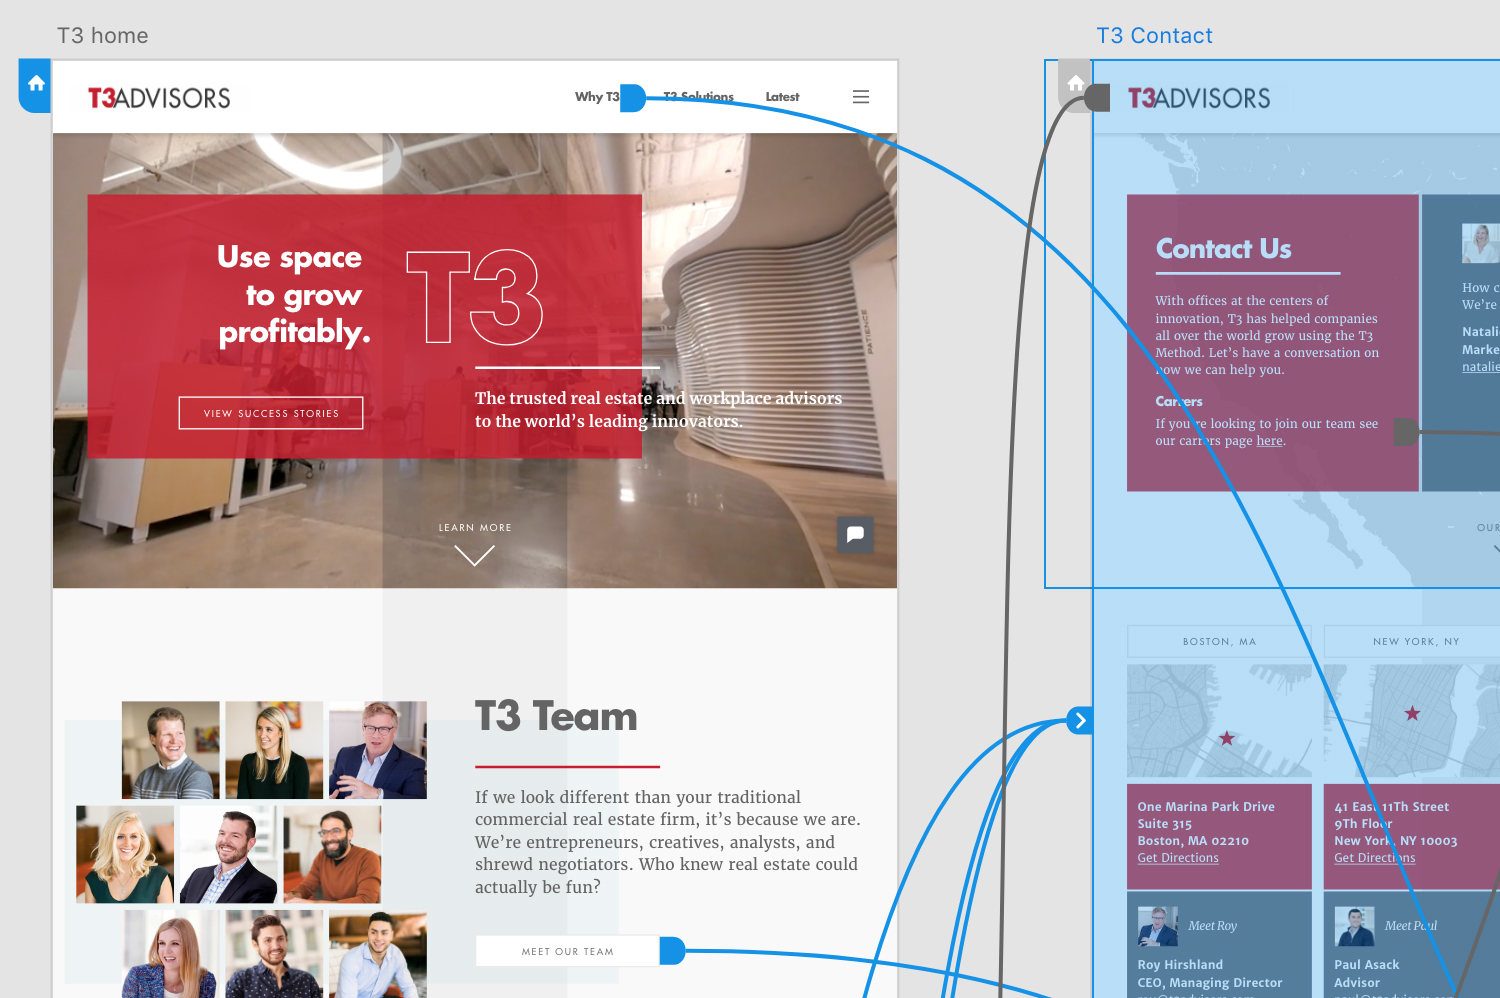 T3 home
T3 Contact
T3ADVISORS
Why T3
T3 Solutions
Latest
Use space
to grow
profitably.
T3
VIEW SUCCESS STORIES
The trusted real estate and workplace advisors
to the world's leading innovators.
PATIENCE
LEARN MORE
T3 Team
If we look different than your traditional
commercial real estate firm, it's because we are.
We're entrepreneurs, creatives, analysts, and
shrewd negotiators. Who knew real estate could
actually be fun?
MEET OUR TEAM
T3ADVISORS
Contact Us
With offices at the centers of
innovation, T3 has helped companies
all over the world grow using the T3
Method. Let's have a conversation on
how we can help you.
Careers
If you're looking to join our team see
our carrers page here.
How c
We're
Natali
Marke
natalie
OUR
BOSTON, MA
NEW YORK, NY
One Marina Park Drive
Suite 315
Boston, MA 02210
Get Directions
41 East 11Th Street
9Th Floor
New York, NY 10003
Get Directions
Meet Roy
Roy Hirshland
CEO, Managing Director
Meet Paul
Paul Asack
Advisor